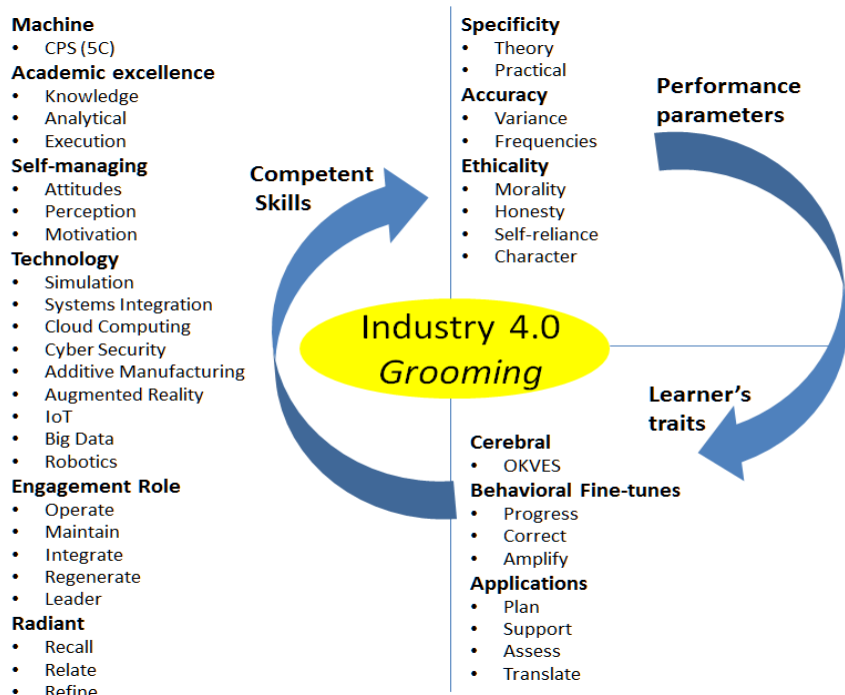 Machine
• CPS (5C)
Academic excellence
• Knowledge
• Analytical
• Execution
Self-managing
• Attitudes
• Perception
• Motivation
Technology
• Simulation
• Systems Integration
• Cloud Computing
• Cyber Security
• Additive Manufacturing
• Augmented Reality
• IoT
• Big Data
• Robotics
Engagement Role
• Operate
• Maintain
• Integrate
• Regenerate
• Leader
Radiant
• Recall
• Relate
• Refine
Competent
Skills
Specificity
• Theory
• Practical
Accuracy
• Variance
• Frequencies
Ethicality
• Morality
• Honesty
• Self-reliance
• Character
Performance
parameters
Industry 4.0
Grooming
Learner's
traits
Cerebral
• OKVES
Behavioral Fine-tunes
• Progress
• Correct
• Amplify
Applications
• Plan
• Support
• Assess
• Translate